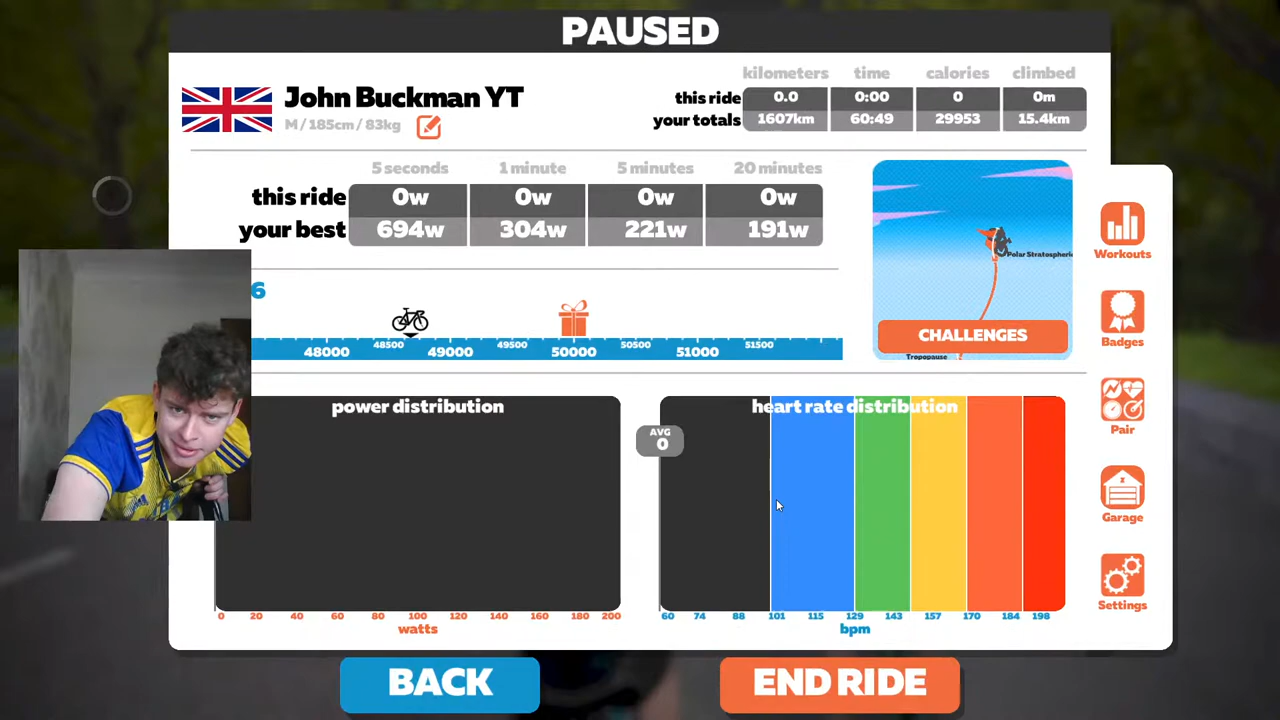 PAUSED
John Buckman YT
M / 185cm / 83kg
kilometers time calories climbed
this ride 0.0 0:00 0 0m
your totals 1607km 60:49 29953 15.4km
5 seconds 1 minute 5 minutes 20 minutes
this ride 0w 0w 0w 0w
your best 694w 304w 221w 191w
6
48000 48500 49000 49500 50000 50500 51000 51500
Polar Stratospheric
CHALLENGES
Tropopause
Workouts
Badges
Pair
Garage
Settings
power distribution
0 20 40 60 80 100 120 140 160 180 200
watts
heart rate distribution
AVG
0
60 74 88 101 115 129 143 157 170 184 198
bpm
BACK
END RIDE